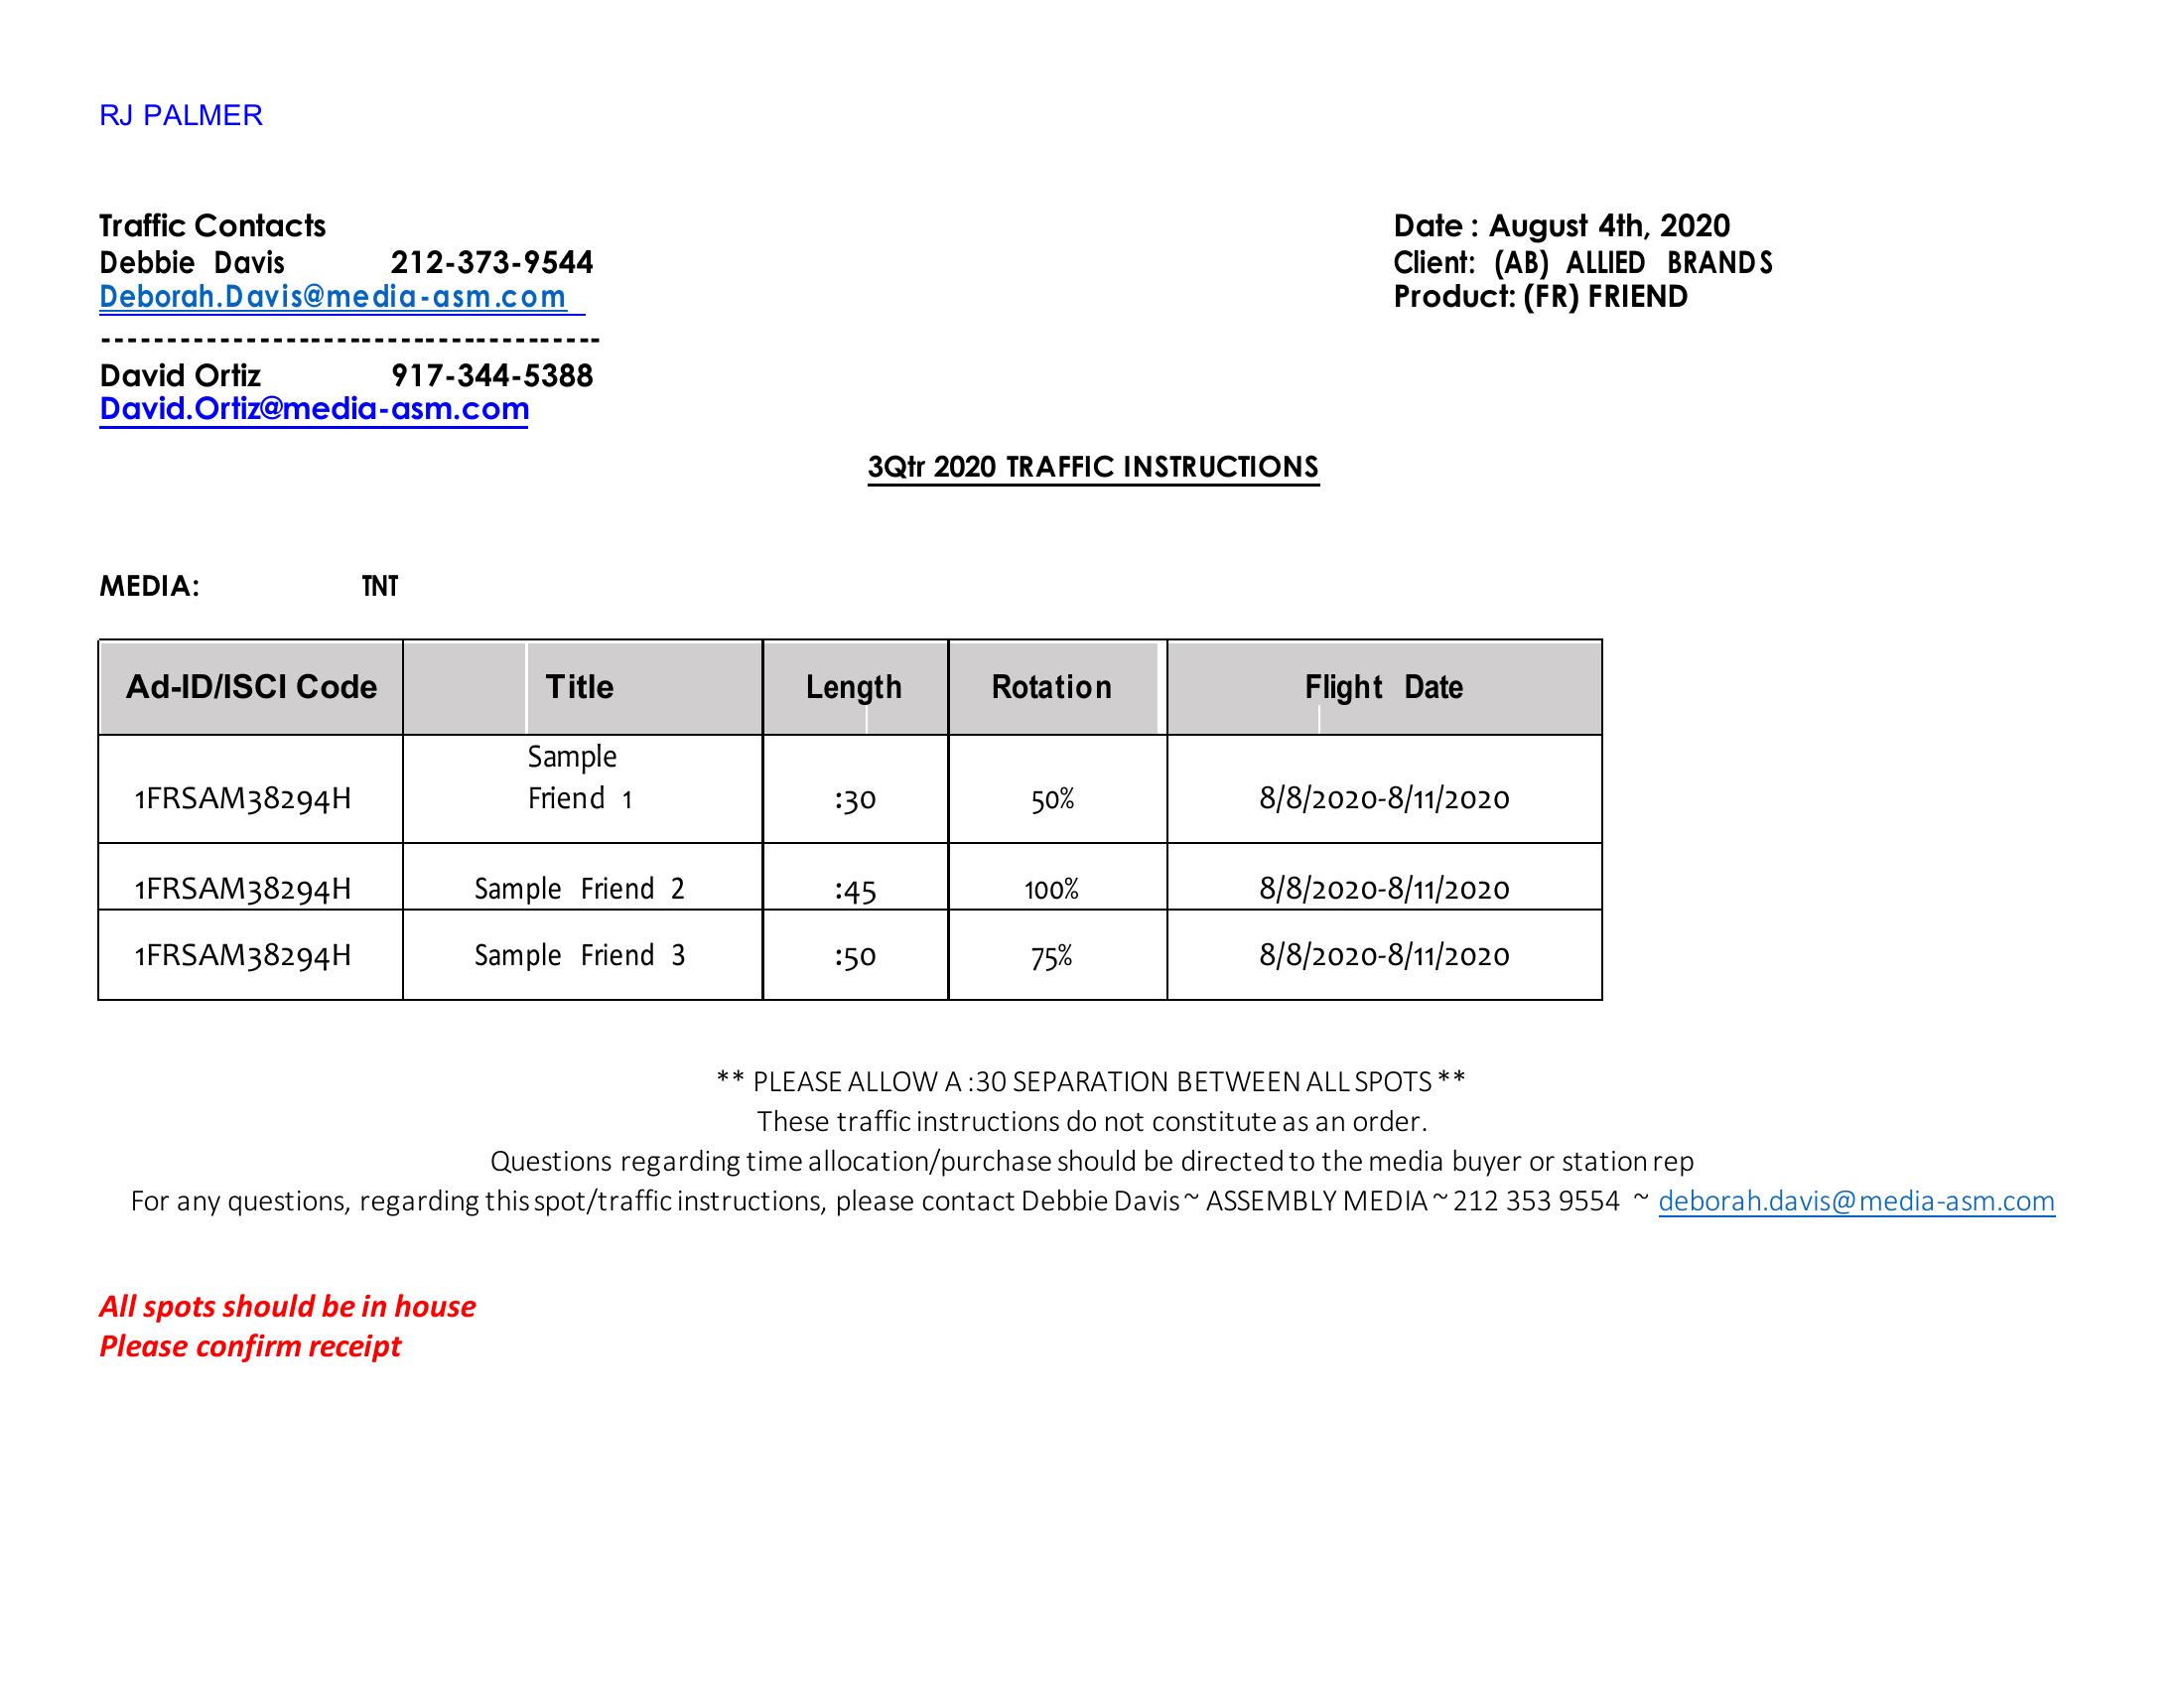 RJ PALMER
Traffic Contacts
Debbie Davis 212-373-9544
Deborah.Davis@media-asm.com
--------------------------------------
David Ortiz 917-344-5388
David.Ortiz@media-asm.com
Date : August 4th, 2020
Client: (AB) ALLIED BRANDS
Product: (FR) FRIEND
3Qtr 2020 TRAFFIC INSTRUCTIONS
MEDIA: TNT
Ad-ID/ISCI Code Title Length Rotation Flight Date
Sample
1FRSAM38294H Friend 1 :30 50% 8/8/2020-8/11/2020
1FRSAM38294H Sample Friend 2 :45 100% 8/8/2020-8/11/2020
1FRSAM38294H Sample Friend 3 :50 75% 8/8/2020-8/11/2020
** PLEASE ALLOW A :30 SEPARATION BETWEEN ALL SPOTS **
These traffic instructions do not constitute as an order.
Questions regarding time allocation/purchase should be directed to the media buyer or station rep
For any questions, regarding this spot/traffic instructions, please contact Debbie Davis ~ ASSEMBLY MEDIA ~ 212 353 9554 ~ deborah.davis@media-asm.com
All spots should be in house
Please confirm receipt